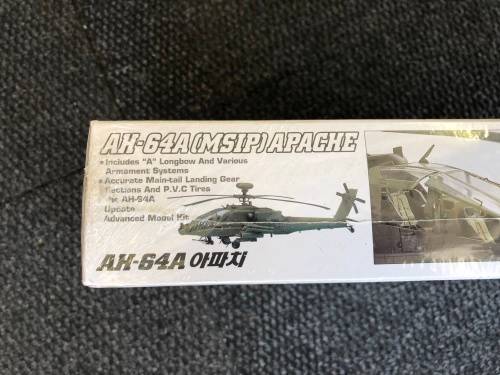 AH-64A(MSIP)APACHE
• Includes "A" Longbow And Various
Armament Systems
• Accurate Main-tail Landing Gear
Sections And P.V.C Tires
AH-64A
Update
Advanced Model Kit
AH-64A 아파치